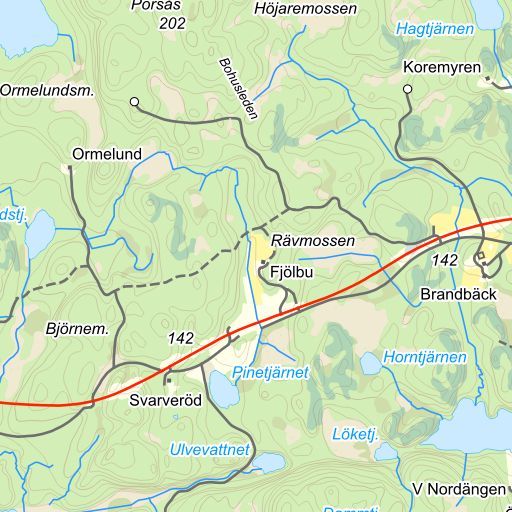 Porsås
202
Höjaremossen
Hagtjärnen
Bohusleden
Koremyren
Ormelundsm.
Ormelund
dstj.
Rävmossen
142
Fjölbu
Brandbäck
Björnem.
142
Horntjärnen
Pinetjärnet
Svarveröd
Löketj.
Ulvevattnet
V Nordängen